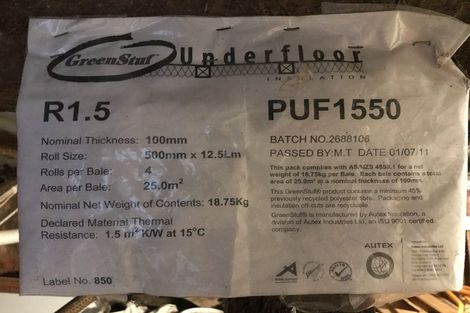 GreenStuf® Underfloor
INSULATION
R1.5
PUF1550
Nominal Thickness: 100mm
Roll Size: 500mm x 12.5Lm
Rolls per Bale: 4
Area per Bale: 25.0m²
Nominal Net Weight of Contents: 18.75Kg
Declared Material Thermal
Resistance: 1.5 m²K/W at 15°C
Label No. 850
BATCH NO.2688106
PASSED BY:M.T DATE 01/07/11
This pack complies with AS/NZS 4859.1 for a net
weight of 18.75kg per Bale. Each bale contains a total
area of 25.0m² at a nominal thickness of 100mm.
This GreenStuf® product contains a minimum 45%
previously recycled polyester fibre. Packaging and
insulation off-cuts are recyclable.
GreenStuf® is manufactured by Autex Insulation, a
division of Autex Industries Ltd, an ISO 9001 certified
company.
AUTEX